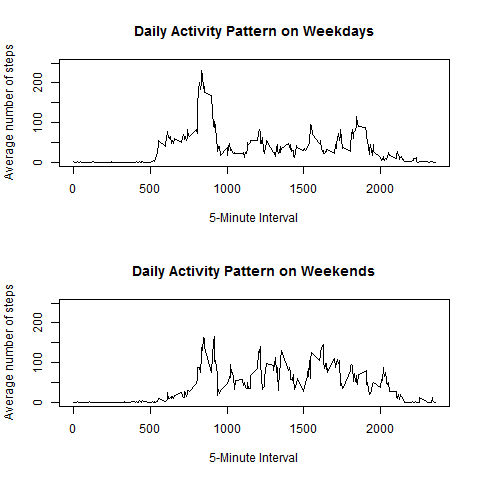 Daily Activity Pattern on Weekdays
Average number of steps
200
100
0
0 500 1000 1500 2000
5-Minute Interval
Daily Activity Pattern on Weekends
Average number of steps
200
100
0
0 500 1000 1500 2000
5-Minute Interval